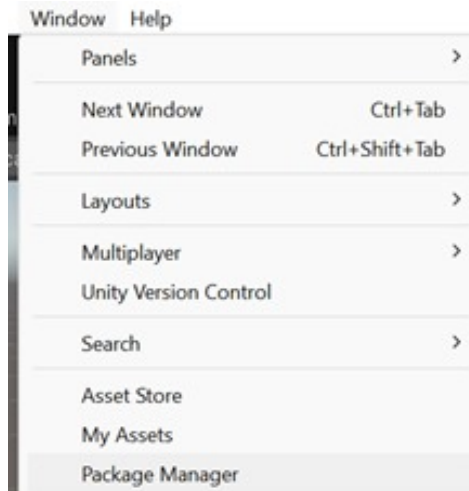 Window Help
Panels >
Next Window Ctrl+Tab
Previous Window Ctrl+Shift+Tab
Layouts >
Multiplayer >
Unity Version Control
Search >
Asset Store
My Assets
Package Manager